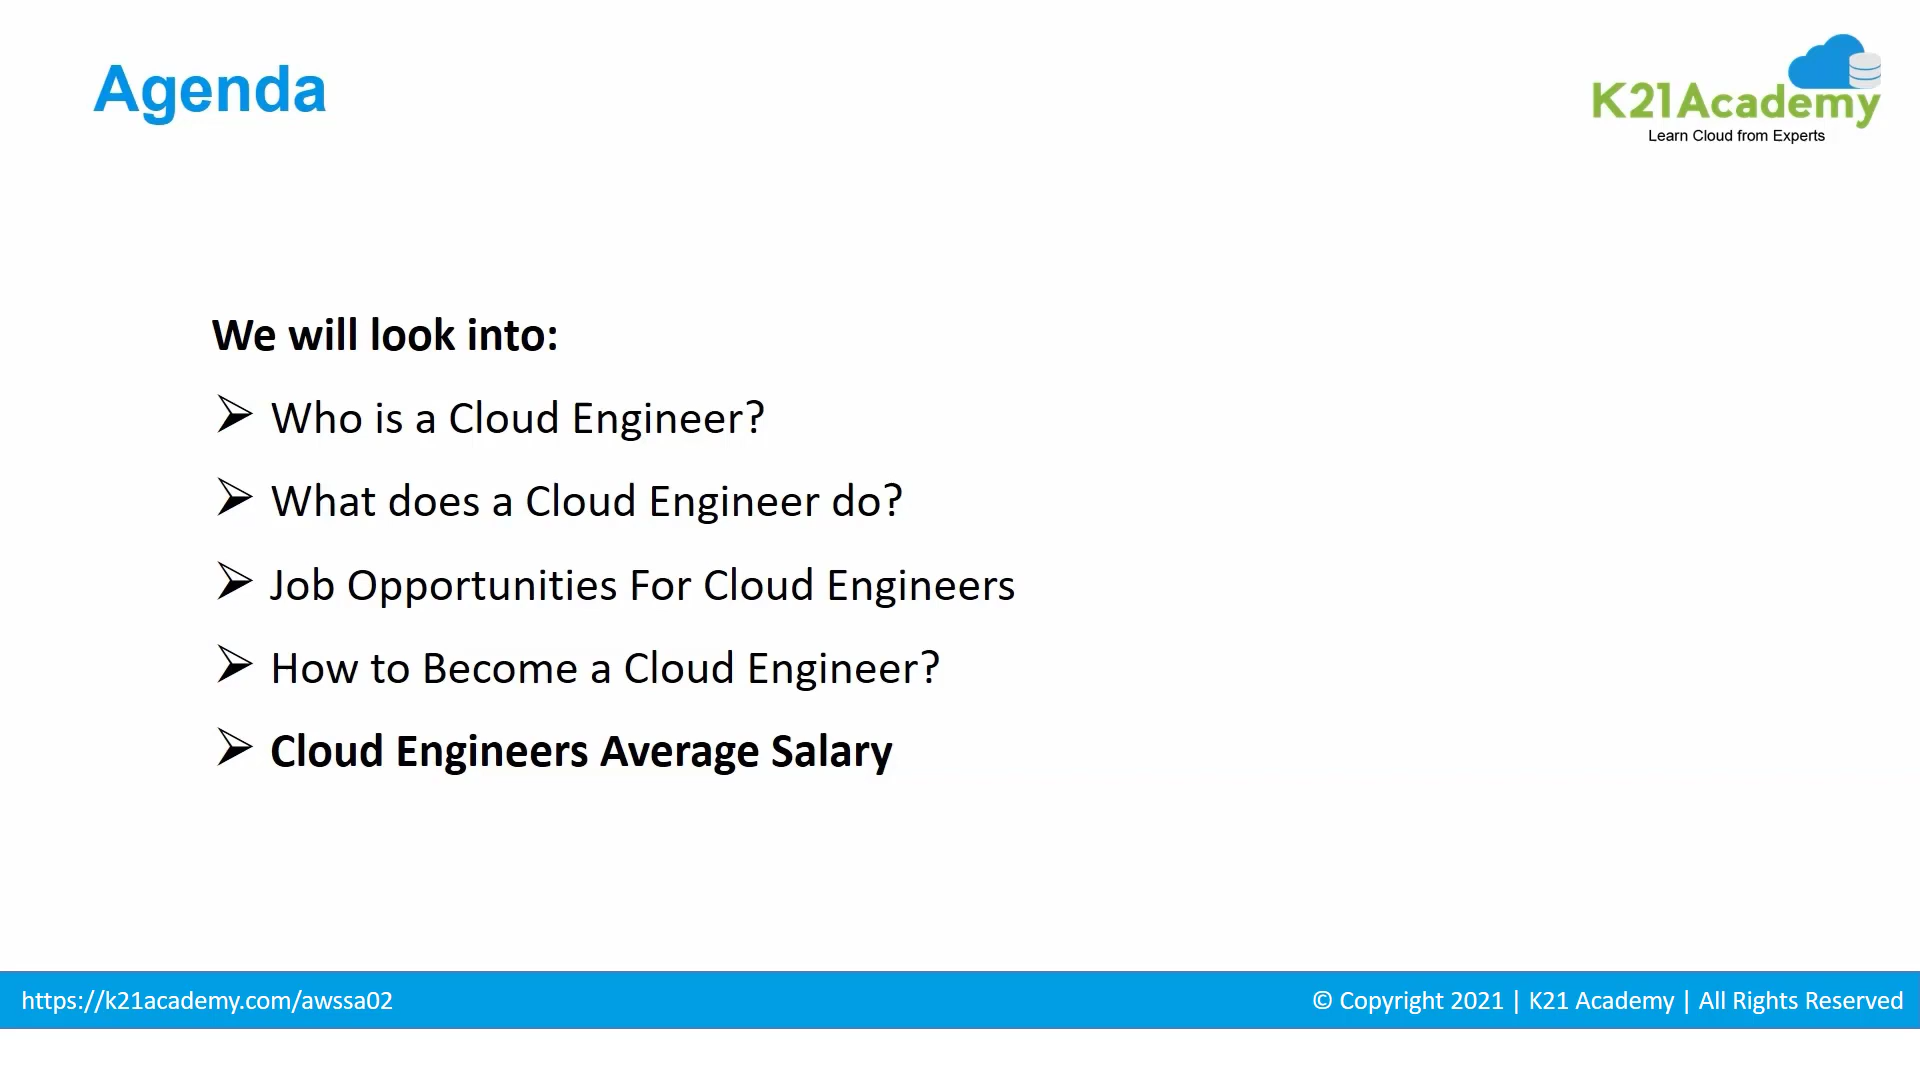 Agenda
K21Academy
Learn Cloud from Experts
We will look into:
➢ Who is a Cloud Engineer?
➢ What does a Cloud Engineer do?
➢ Job Opportunities For Cloud Engineers
➢ How to Become a Cloud Engineer?
➢ Cloud Engineers Average Salary
https://k21academy.com/awssa02
© Copyright 2021 | K21 Academy | All Rights Reserved